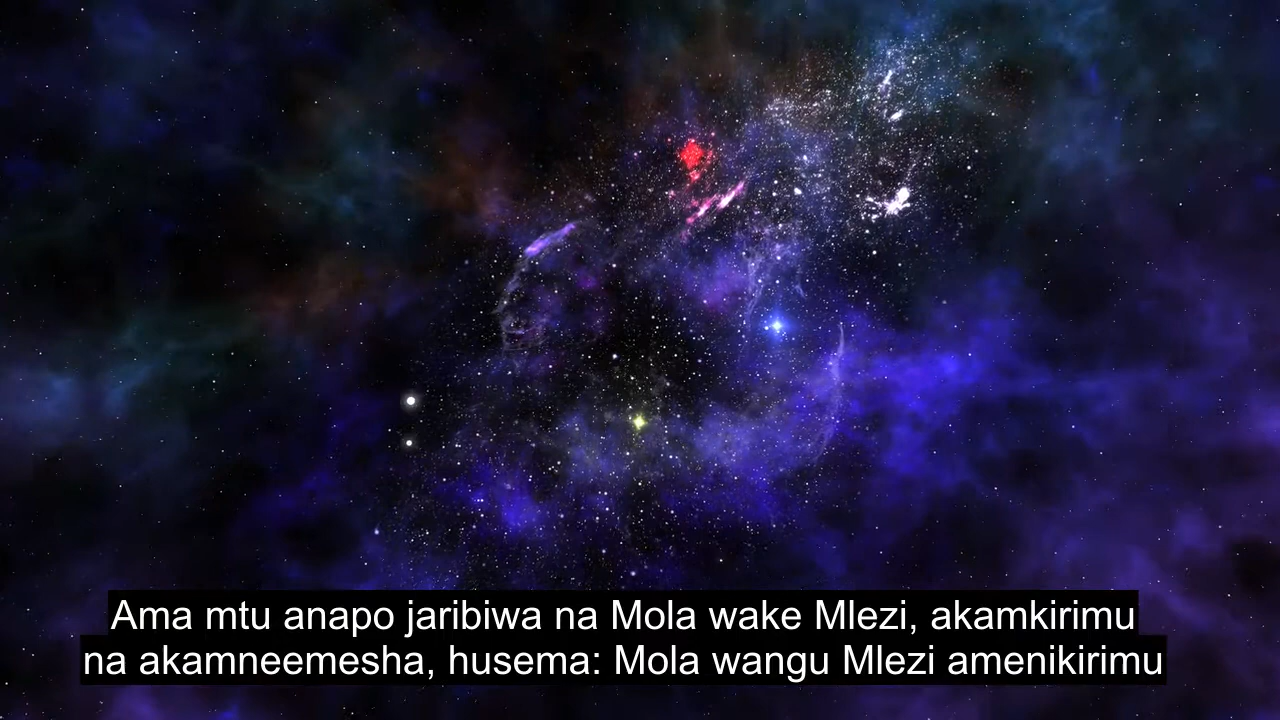 Ama mtu anapo jaribiwa na Mola wake Mlezi, akamkirimu
na akamneemesha, husema: Mola wangu Mlezi amenikirimu